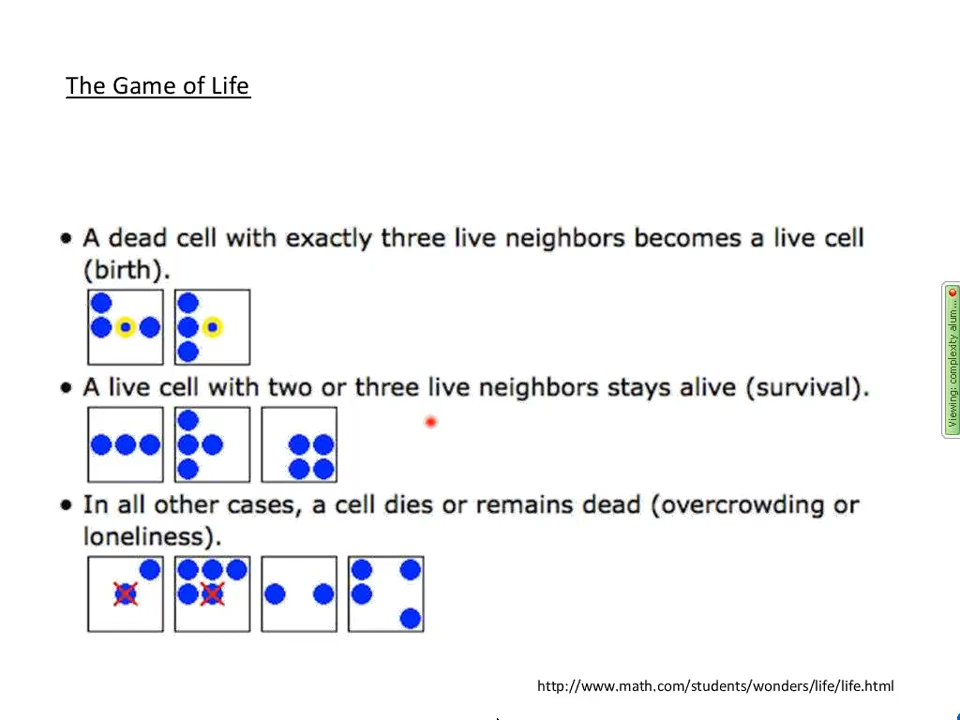 The Game of Life
• A dead cell with exactly three live neighbors becomes a live cell
(birth).
• A live cell with two or three live neighbors stays alive (survival).
• In all other cases, a cell dies or remains dead (overcrowding or
loneliness).
http://www.math.com/students/wonders/life/life.html
Viewing: complexity alum...